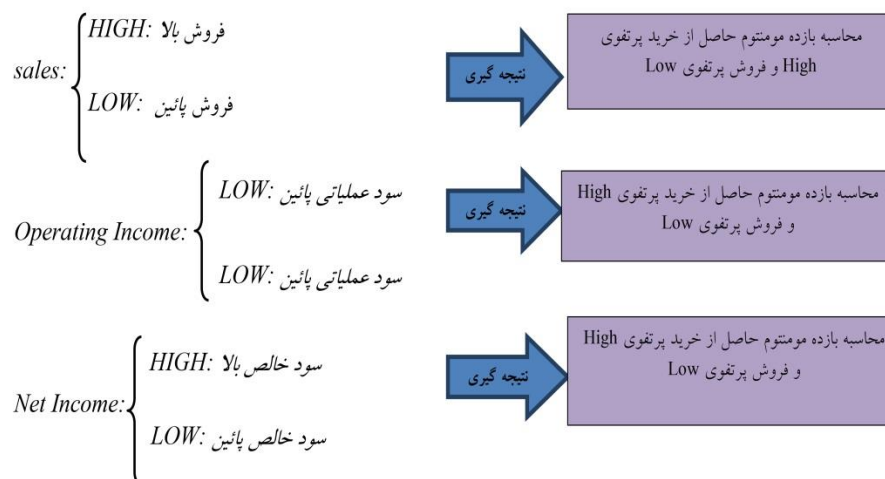 sales:
HIGH: فروش بالا
LOW: فروش پائین
نتیجه گیری
محاسبه بازده مومنتوم حاصل از خرید پرتفوی
High و فروش پرتفوی Low
Operating Income:
LOW: سود عملیاتی پائین
LOW: سود عملیاتی پائین
نتیجه گیری
محاسبه بازده مومنتوم حاصل از خرید پرتفوی High
و فروش پرتفوی Low
Net Income:
HIGH: سود خالص بالا
LOW: سود خالص پائین
نتیجه گیری
محاسبه بازده مومنتوم حاصل از خرید پرتفوی High
و فروش پرتفوی Low